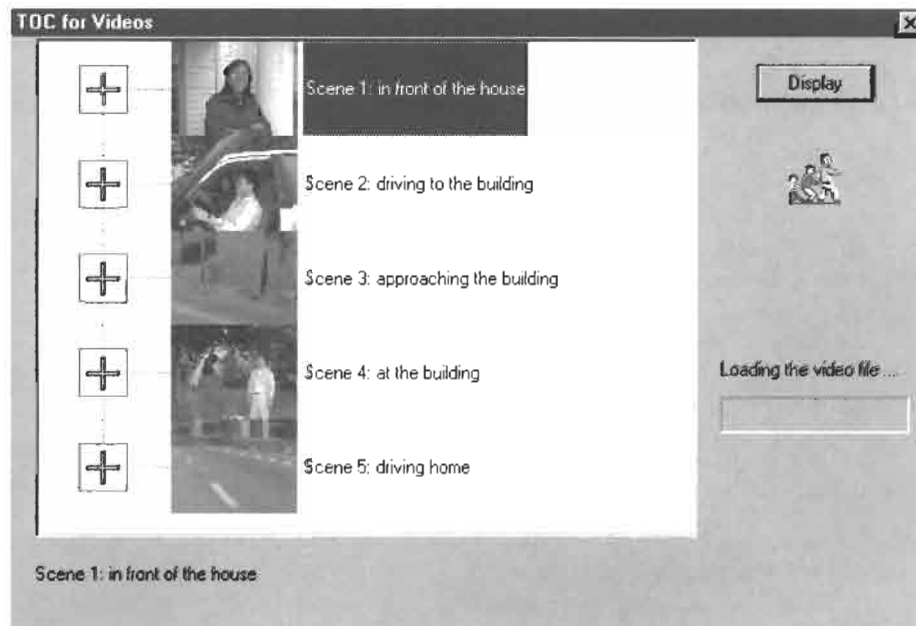 TOC for Videos
Scene 1: in front of the house
Display
Scene 2: driving to the building
Scene 3: approaching the building
Scene 4: at the building
Loading the video file ...
Scene 5: driving home
Scene 1: in front of the house